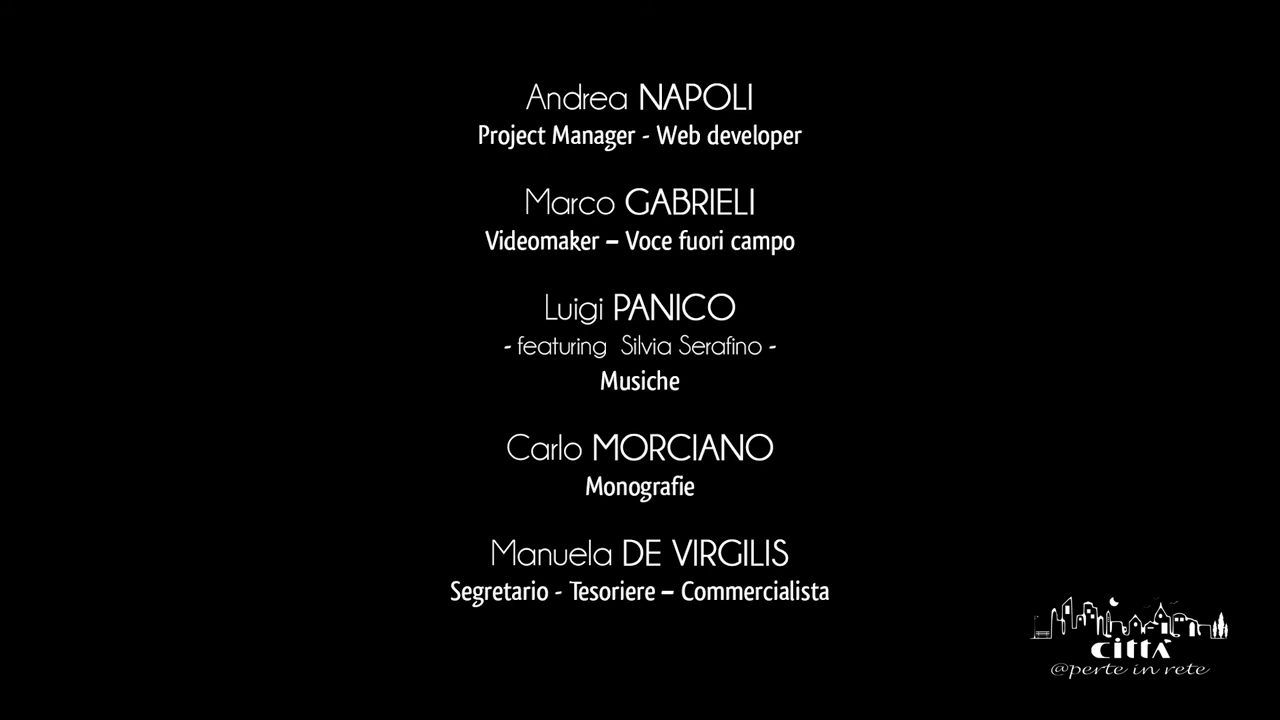 Andrea NAPOLI
Project Manager - Web developer
Marco GABRIELI
Videomaker – Voce fuori campo
Luigi PANICO
- featuring  Silvia Serafino -
Musiche
Carlo MORCIANO
Monografie
Manuela DE VIRGILIS
Segretario - Tesoriere – Commercialista
CITTÀ
@perte in rete